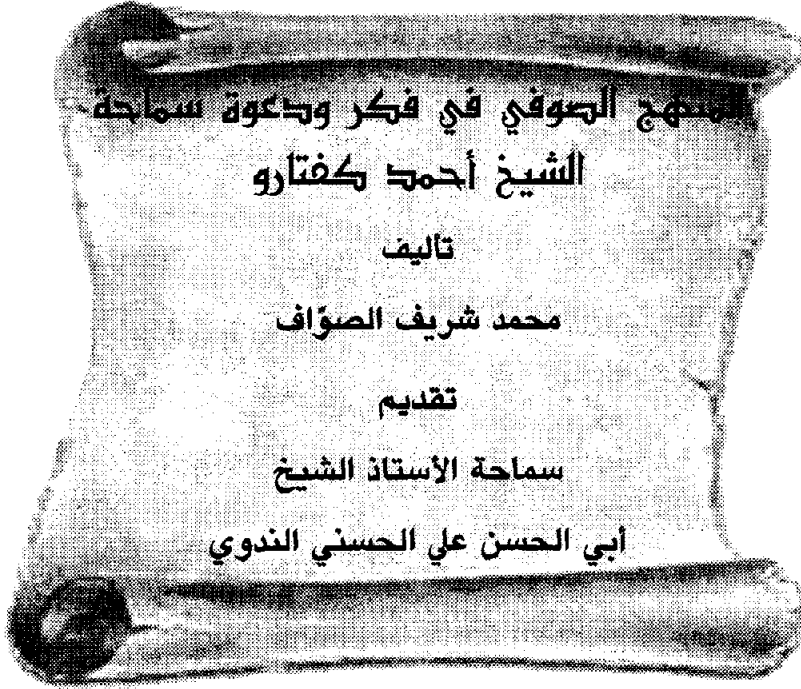 المنهج الصوفي في فكر ودعوة سماحة
الشيخ أحمد كفتارو
تأليف
محمد شريف الصوّاف
تقديم
سماحة الأستاذ الشيخ
أبي الحسن علي الحسني الندوي